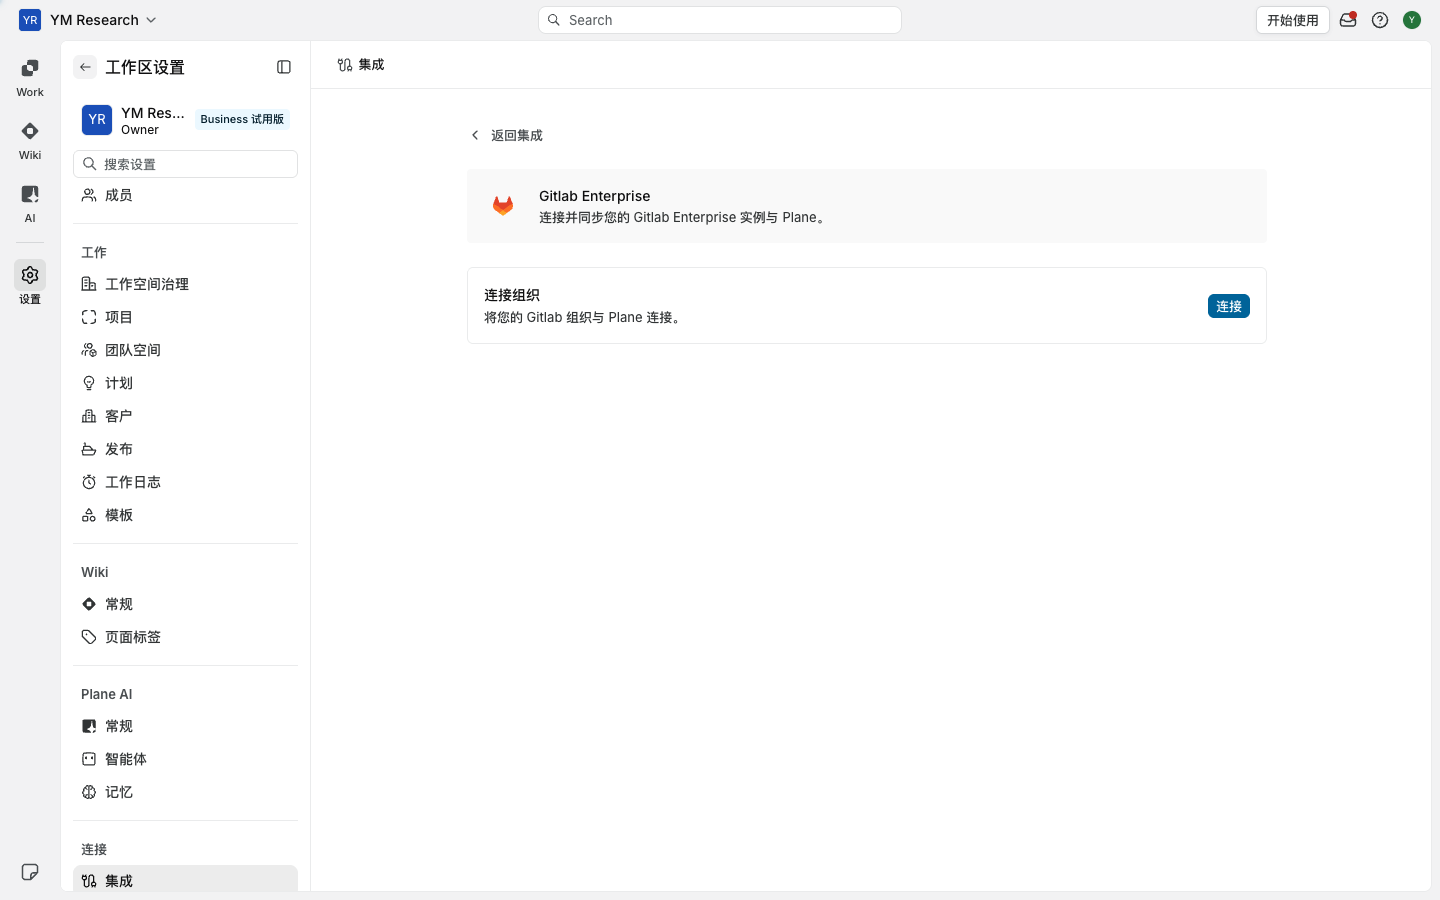 YR YM Research
Search
开始使用
Y
Work
Wiki
AI
设置
工作区设置
YR
YM Res...
Owner
Business 试用版
搜索设置
成员
工作
工作空间治理
项目
团队空间
计划
客户
发布
工作日志
模板
Wiki
常规
页面标签
Plane AI
常规
智能体
记忆
连接
集成
集成
返回集成
Gitlab Enterprise
连接并同步您的 Gitlab Enterprise 实例与 Plane。
连接组织
将您的 Gitlab 组织与 Plane 连接。
连接